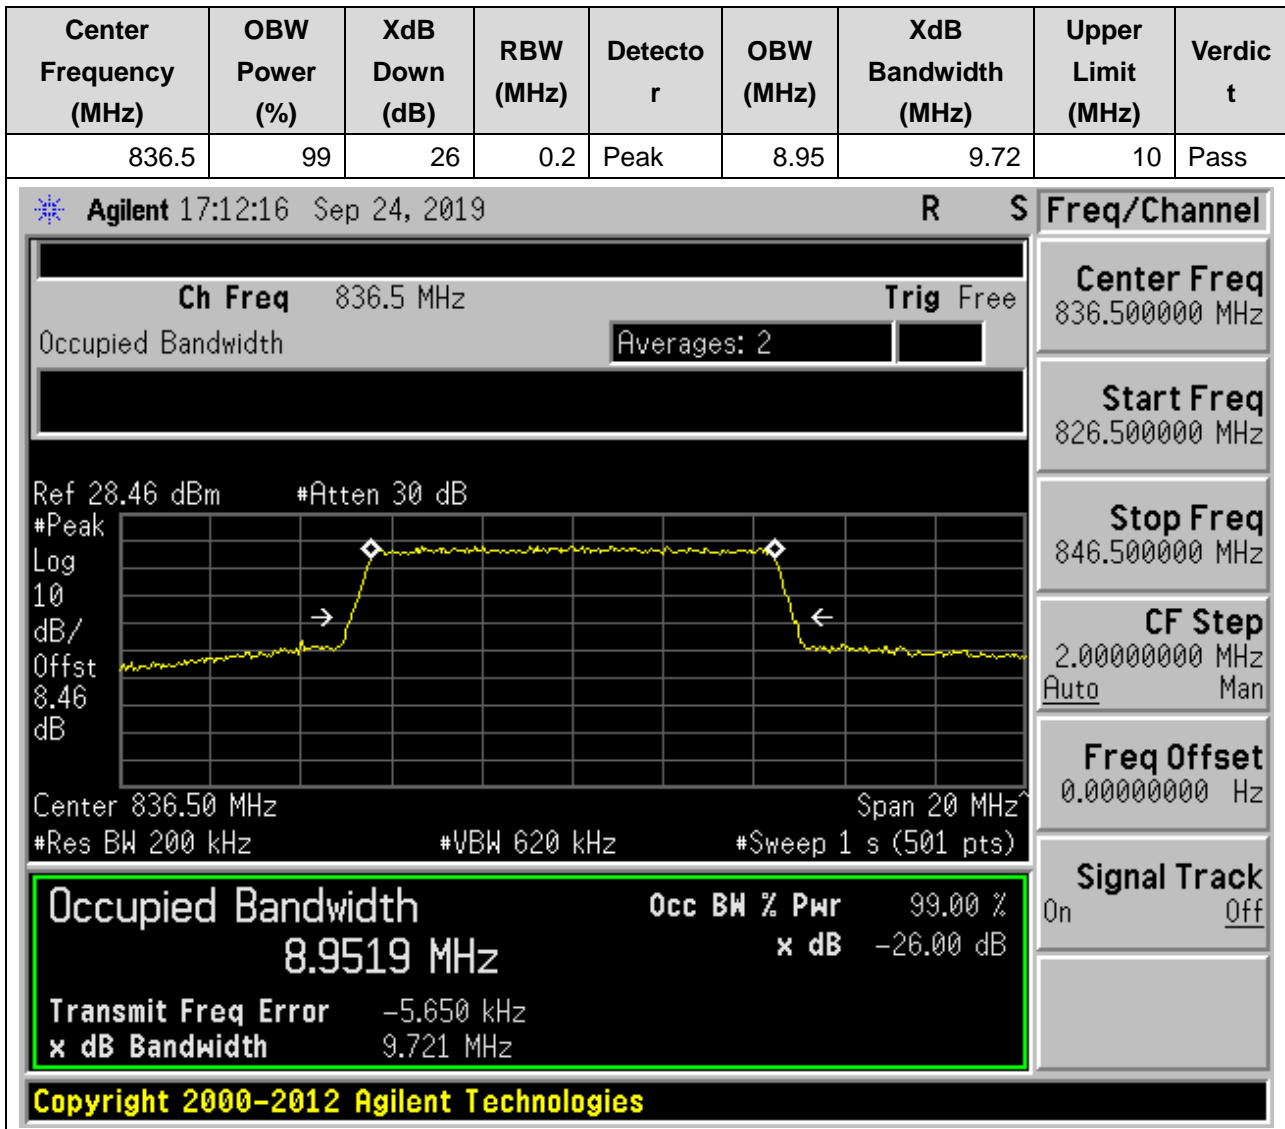 Center Frequency (MHz) OBW Power (%) XdB Down (dB) RBW (MHz) Detector OBW (MHz) XdB Bandwidth (MHz) Upper Limit (MHz) Verdict
836.5 99 26 0.2 Peak 8.95 9.72 10 Pass
Agilent 17:12:16 Sep 24, 2019 R S Freq/Channel
Ch Freq 836.5 MHz Trig Free
Occupied Bandwidth Averages: 2
Center Freq
836.500000 MHz
Start Freq
826.500000 MHz
Stop Freq
846.500000 MHz
CF Step
2.00000000 MHz
Auto Man
Freq Offset
0.00000000 Hz
Signal Track
On Off
Ref 28.46 dBm #Atten 30 dB
#Peak
Log
10
dB/
Offst
8.46
dB
Center 836.50 MHz Span 20 MHz^
#Res BW 200 kHz #VBW 620 kHz #Sweep 1 s (501 pts)
Occupied Bandwidth Occ BW % Pwr 99.00 %
8.9519 MHz x dB -26.00 dB
Transmit Freq Error -5.650 kHz
x dB Bandwidth 9.721 MHz
Copyright 2000-2012 Agilent Technologies